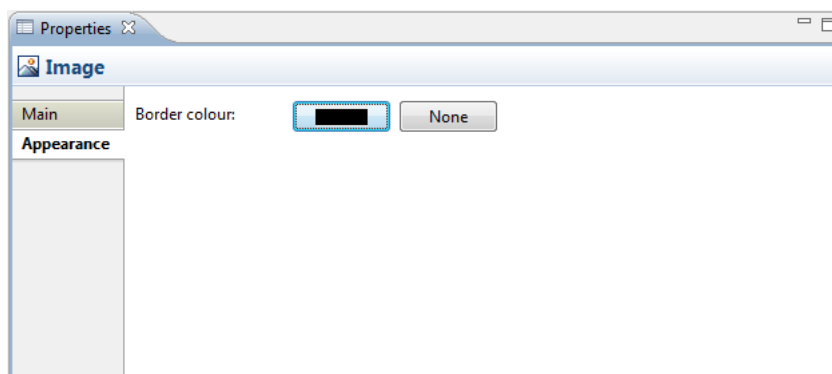 Properties
Image
Main
Border colour:
None
Appearance